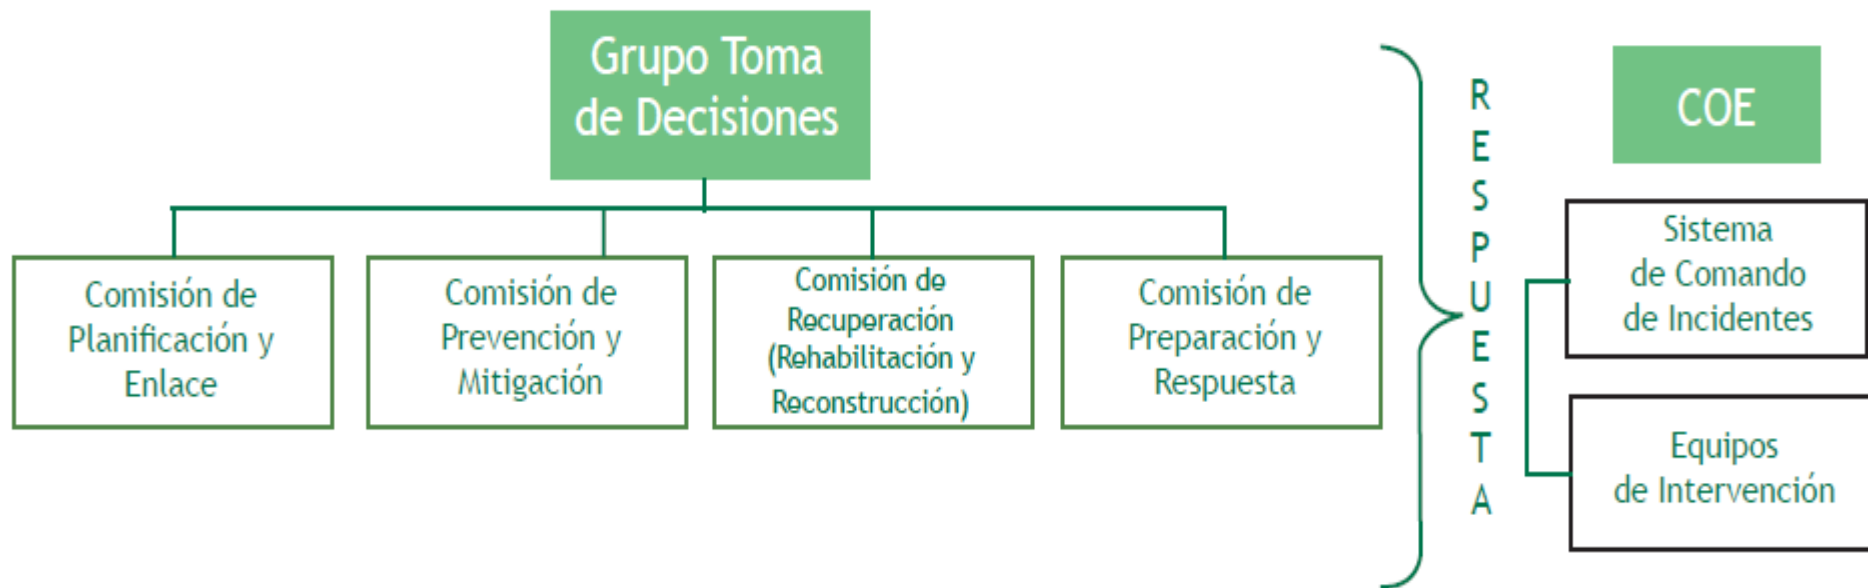 Grupo Toma
de Decisiones
Comisión de
Planificación y
Enlace
Comisión de
Prevención y
Mitigación
Comisión de
Recuperación
(Rehabilitación y
Reconstrucción)
Comisión de
Preparación y
Respuesta
R
E
S
P
U
E
S
T
A
COE
Sistema
de Comando
de Incidentes
Equipos
de Intervención